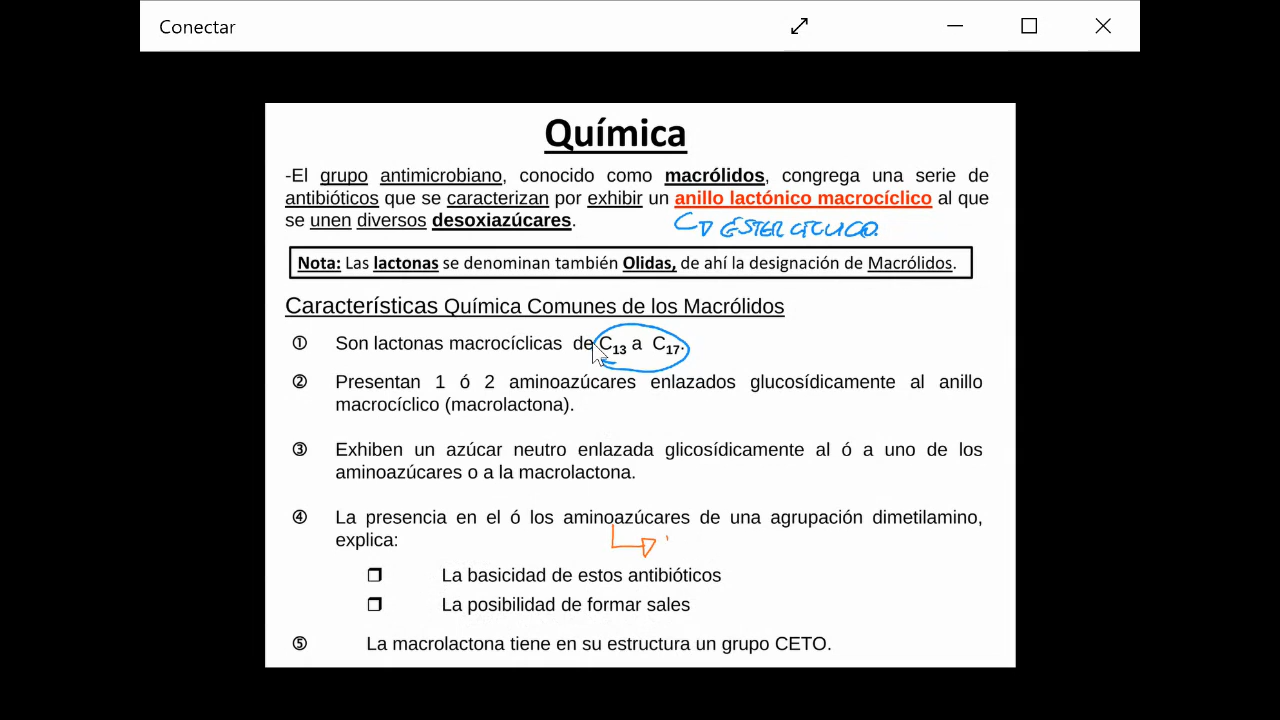 Conectar
Química
-El grupo antimicrobiano, conocido como macrólidos, congrega una serie de
antibióticos que se caracterizan por exhibir un anillo lactónico macrocíclico al que
se unen diversos desoxiazúcares.
ÉSTER CÍCLICO.
Nota: Las lactonas se denominan también Olidas, de ahí la designación de Macrólidos.
Características Química Comunes de los Macrólidos
① Son lactonas macrocíclicas de C13 a C17.
② Presentan 1 ó 2 aminoazúcares enlazados glucosídicamente al anillo
macrocíclico (macrolactona).
③ Exhiben un azúcar neutro enlazada glicosídicamente al ó a uno de los
aminoazúcares o a la macrolactona.
④ La presencia en el ó los aminoazúcares de una agrupación dimetilamino,
explica:
❒ La basicidad de estos antibióticos
❒ La posibilidad de formar sales
⑤ La macrolactona tiene en su estructura un grupo CETO.